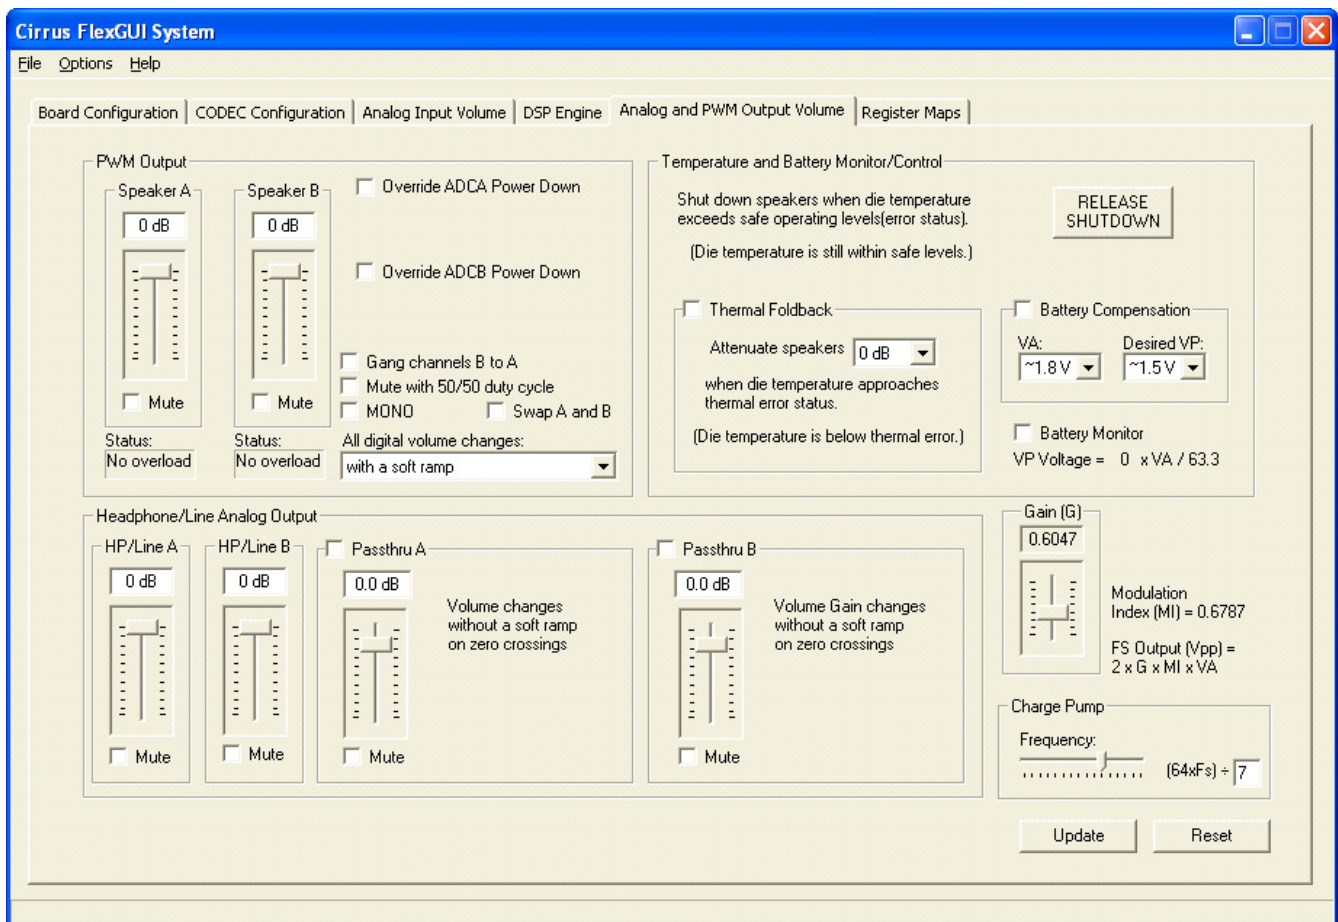 Cirrus FlexGUI System
File Options Help
Board Configuration CODEC Configuration Analog Input Volume DSP Engine Analog and PWM Output Volume Register Maps
PWM Output
Speaker A
0 dB
Mute
Status:
No overload
Speaker B
0 dB
Mute
Status:
No overload
Override ADCA Power Down
Override ADCB Power Down
Gang channels B to A
Mute with 50/50 duty cycle
MONO Swap A and B
All digital volume changes:
with a soft ramp
Temperature and Battery Monitor/Control
Shut down speakers when die temperature
exceeds safe operating levels(error status).
(Die temperature is still within safe levels.)
RELEASE
SHUTDOWN
Thermal Foldback
Attenuate speakers 0 dB
when die temperature approaches
thermal error status.
(Die temperature is below thermal error.)
Battery Compensation
VA: Desired VP:
~1.8 V ~1.5 V
Battery Monitor
VP Voltage = 0 x VA / 63.3
Headphone/Line Analog Output
HP/Line A
0 dB
Mute
HP/Line B
0 dB
Mute
Passthru A
0.0 dB
Volume changes
without a soft ramp
on zero crossings
Mute
Passthru B
0.0 dB
Volume Gain changes
without a soft ramp
on zero crossings
Mute
Gain (G)
0.6047
Modulation
Index (MI) = 0.6787
FS Output (Vpp) =
2 x G x MI x VA
Charge Pump
Frequency:
(64xFs) ÷ 7
Update Reset